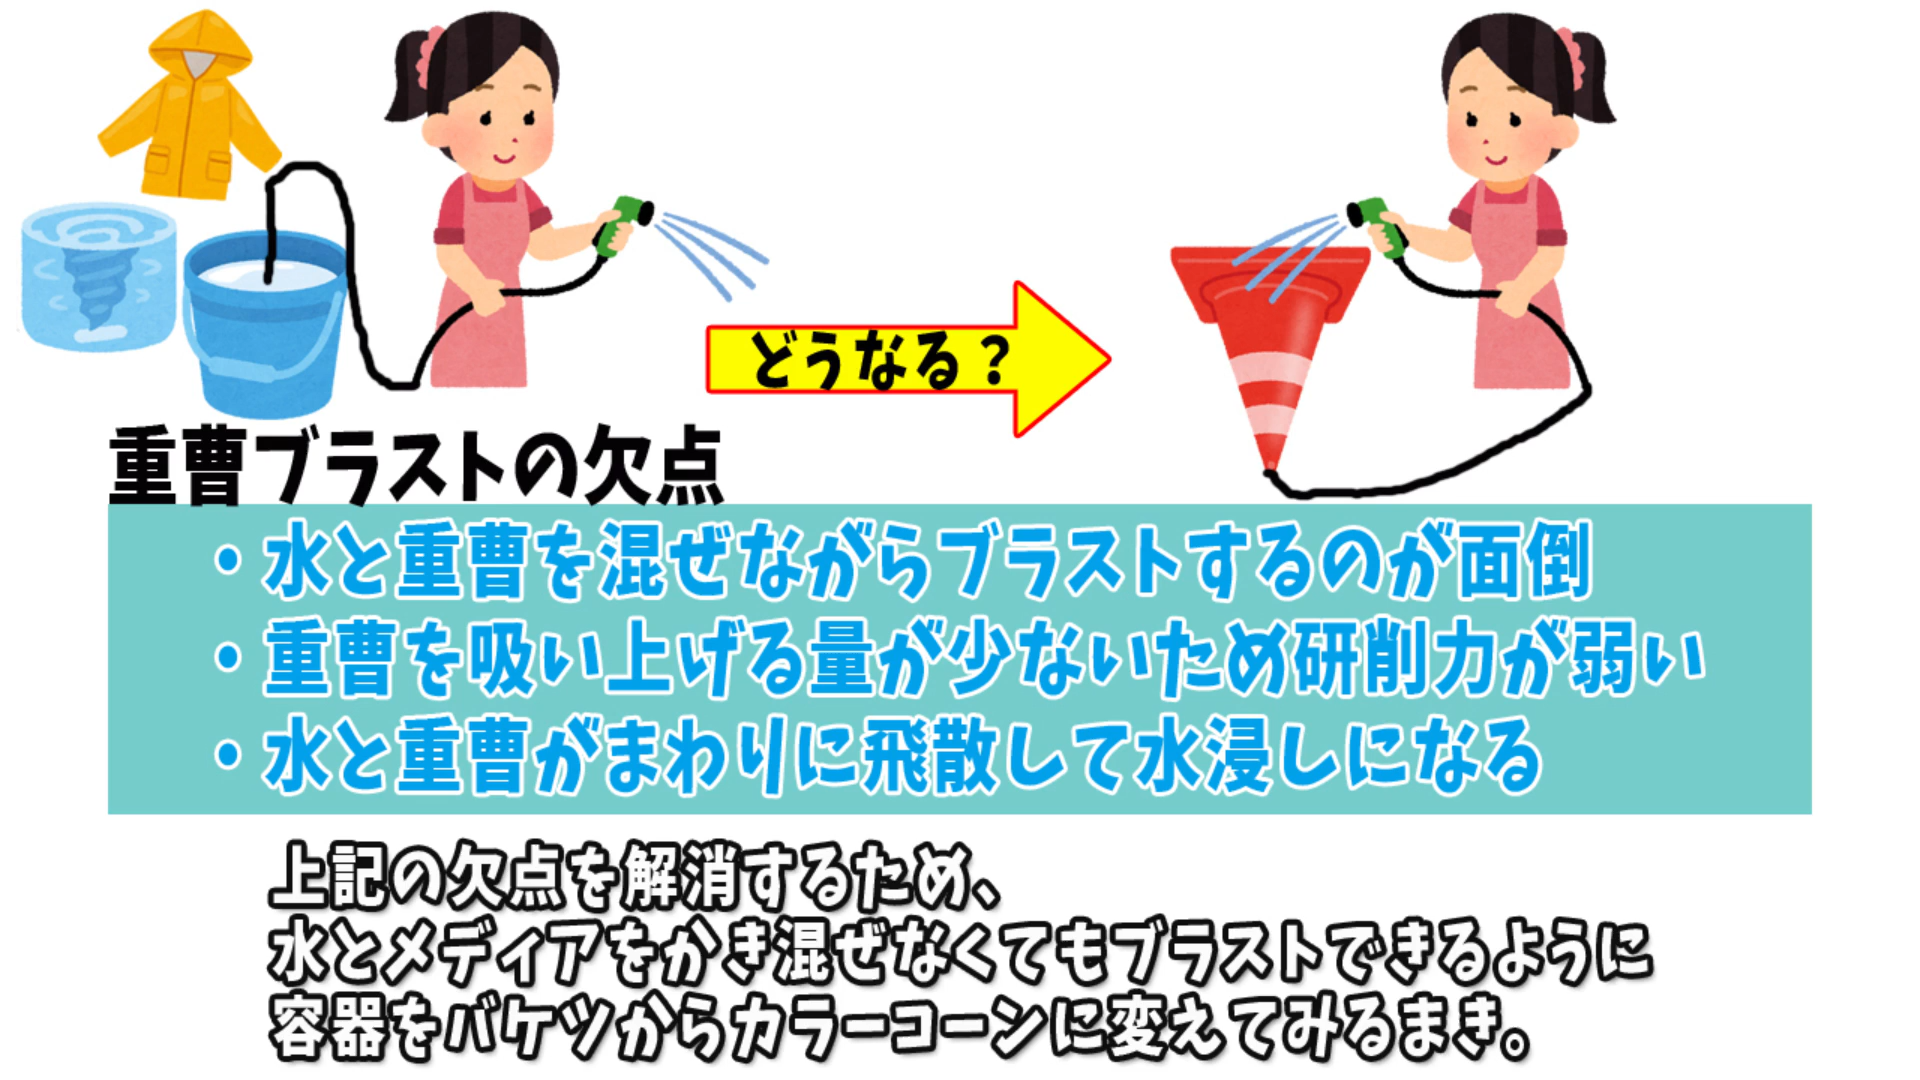 どうなる？
重曹ブラストの欠点
・水と重曹を混ぜながらブラストするのが面倒
・重曹を吸い上げる量が少ないため研削力が弱い
・水と重曹がまわりに飛散して水浸しになる
上記の欠点を解消するため、
水とメディアをかき混ぜなくてもブラストできるように
容器をバケツからカラーコーンに変えてみるまき。